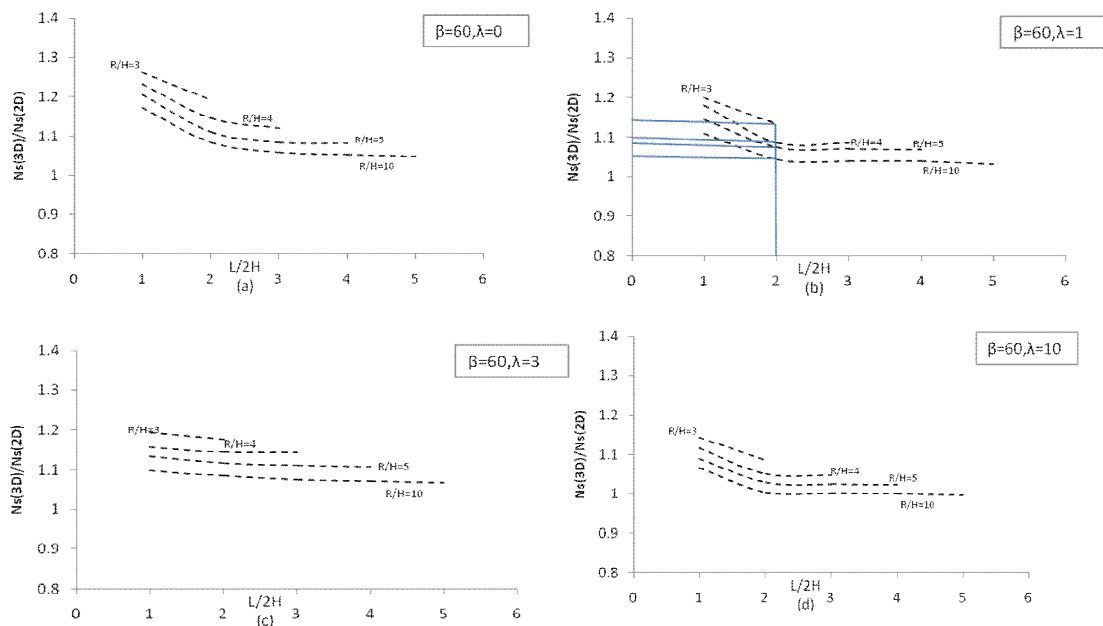 β=60,λ=0
Ns(3D)/Ns(2D)
1.4
1.3
1.2
1.1
1
0.9
0.8
R/H=3
R/H=4
R/H=5
R/H=10
0 1 2 3 4 5 6
L/2H
(a)
β=60,λ=1
Ns(3D)/Ns(2D)
1.4
1.3
1.2
1.1
1
0.9
0.8
R/H=3
R/H=4
R/H=5
R/H=10
0 1 2 3 4 5 6
L/2H
(b)
β=60,λ=3
Ns(3D)/Ns(2D)
1.4
1.3
1.2
1.1
1
0.9
0.8
R/H=3
R/H=4
R/H=5
R/H=10
0 1 2 3 4 5 6
L/2H
(c)
β=60,λ=10
Ns(3D)/Ns(2D)
1.4
1.3
1.2
1.1
1
0.9
0.8
R/H=3
R/H=4
R/H=5
R/H=10
0 1 2 3 4 5 6
L/2H
(d)